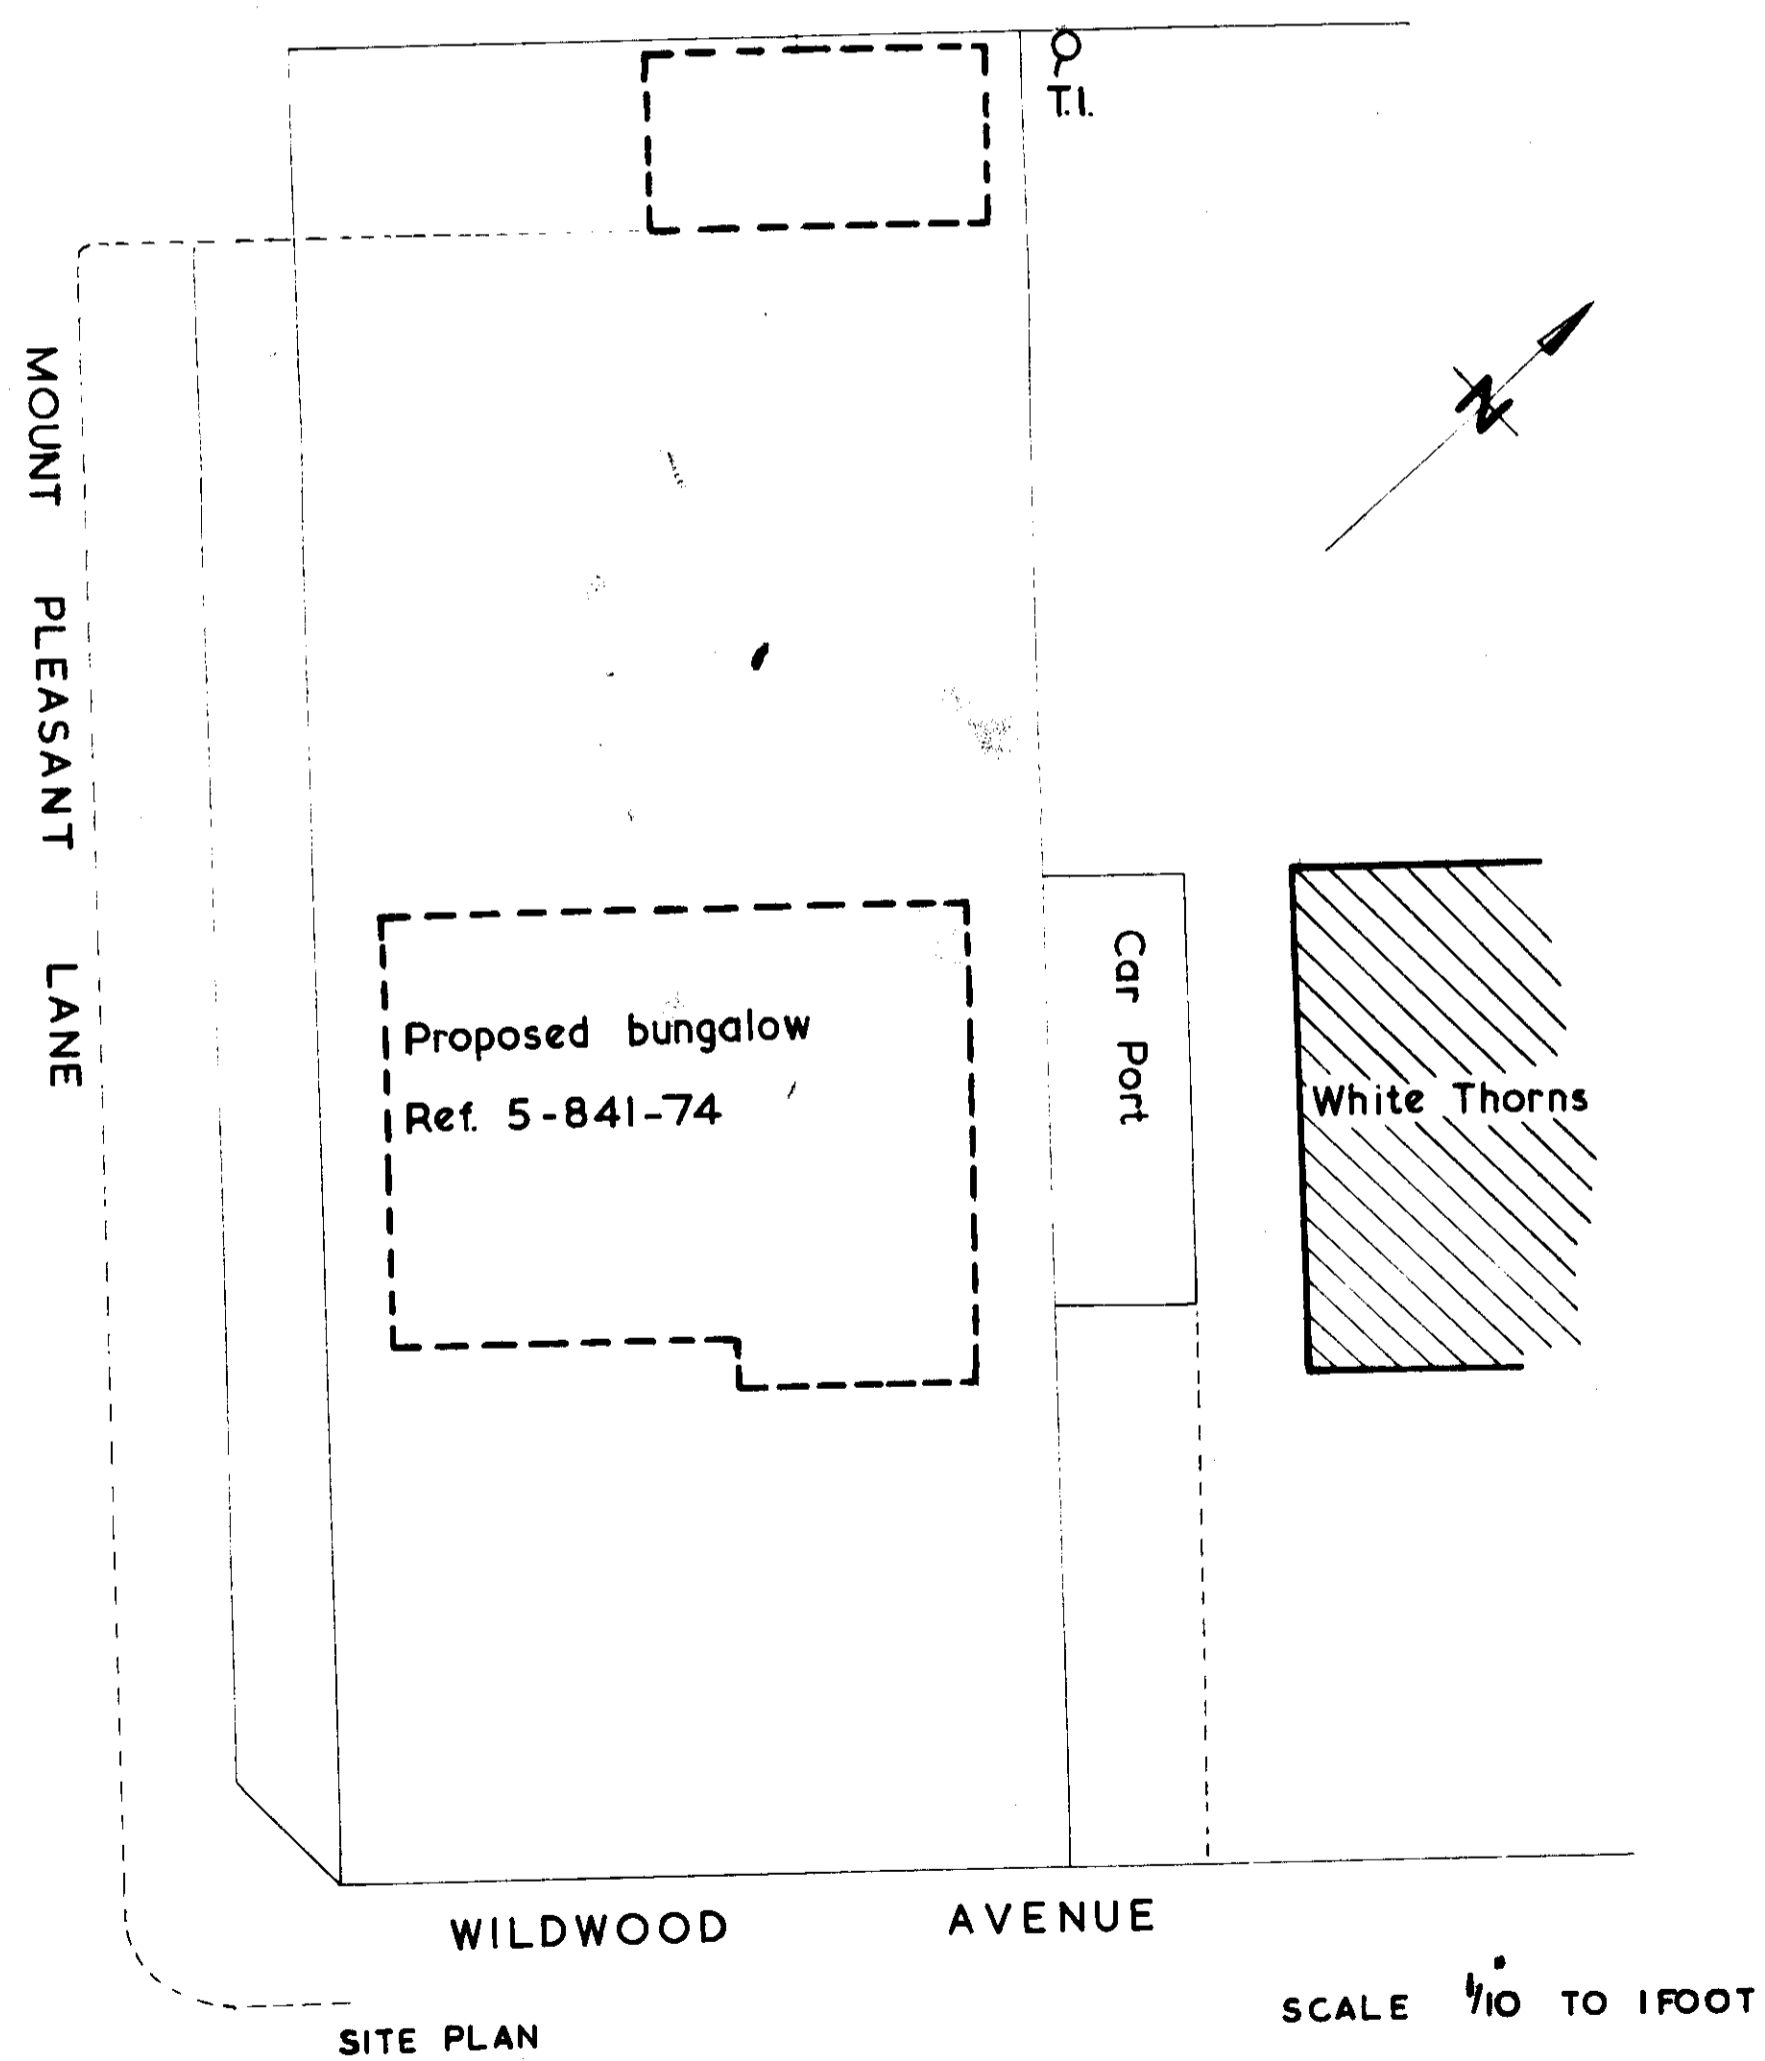 T.I.
N
MOUNT PLEASANT LANE
Car Port
Proposed bungalow
Ref. 5-841-74
White Thorns
WILDWOOD AVENUE
SCALE 1/10" TO 1 FOOT
SITE PLAN